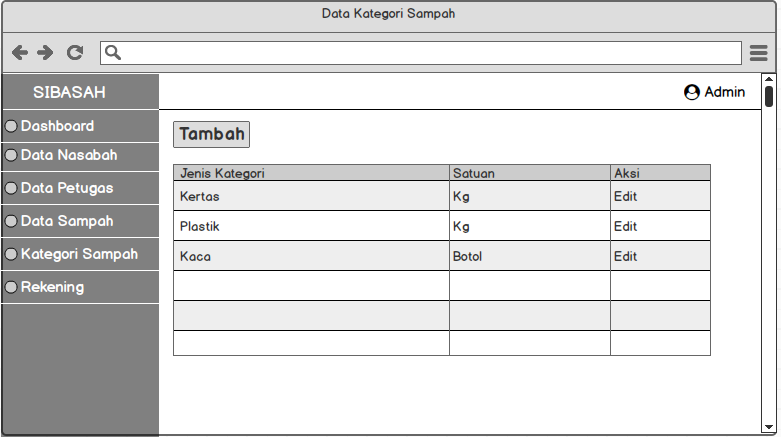 Data Kategori Sampah
SIBASAH
Admin
Dashboard
Data Nasabah
Data Petugas
Data Sampah
Kategori Sampah
Rekening
Tambah
Jenis Kategori Satuan Aksi
Kertas Kg Edit
Plastik Kg Edit
Kaca Botol Edit